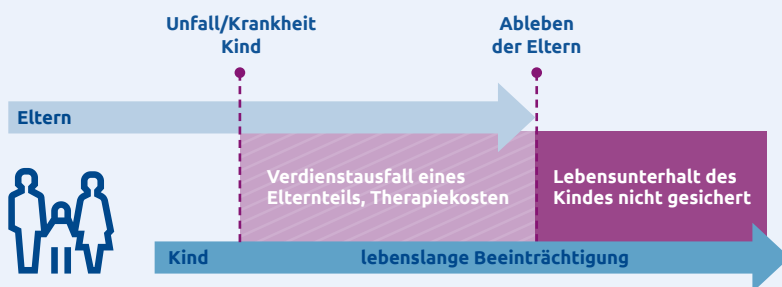 Unfall/Krankheit
Kind
Ableben
der Eltern
Eltern
Verdienstausfall eines
Elternteils, Therapiekosten
Lebensunterhalt des
Kindes nicht gesichert
Kind
lebenslange Beeinträchtigung